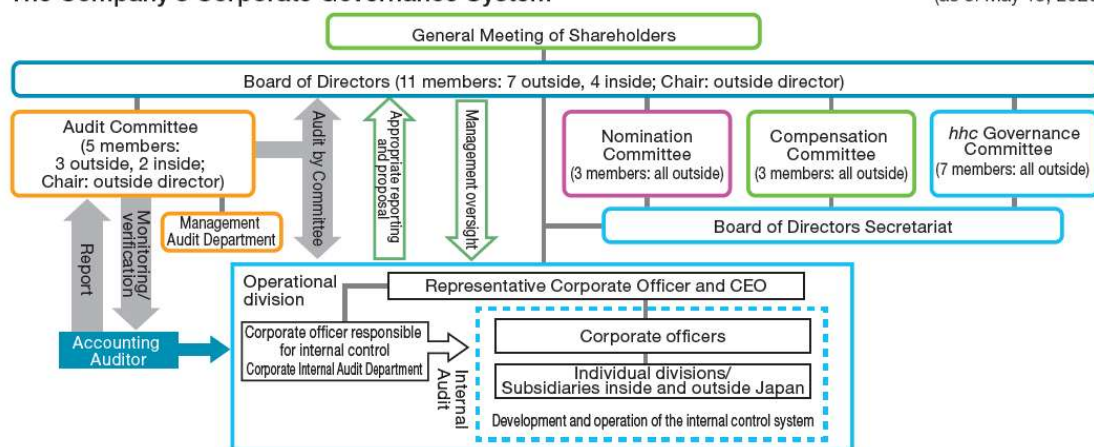 The Company's Corporate Governance System
General Meeting of Shareholders
Board of Directors (11 members: 7 outside, 4 inside; Chair: outside director)
Audit Committee
(5 members:
3 outside, 2 inside;
Chair: outside director)
Management
Audit Department
Audit by Committee
Appropriate reporting
and proposal
Management oversight
Nomination
Committee
(3 members: all outside)
Compensation
Committee
(3 members: all outside)
hhc Governance
Committee
(7 members: all outside)
Board of Directors Secretariat
Report
Monitoring/
verification
Accounting
Auditor
Operational
division
Representative Corporate Officer and CEO
Corporate officer responsible
for internal control
Corporate Internal Audit Department
Internal
Audit
Corporate officers
Individual divisions/
Subsidiaries inside and outside Japan
Development and operation of the internal control system